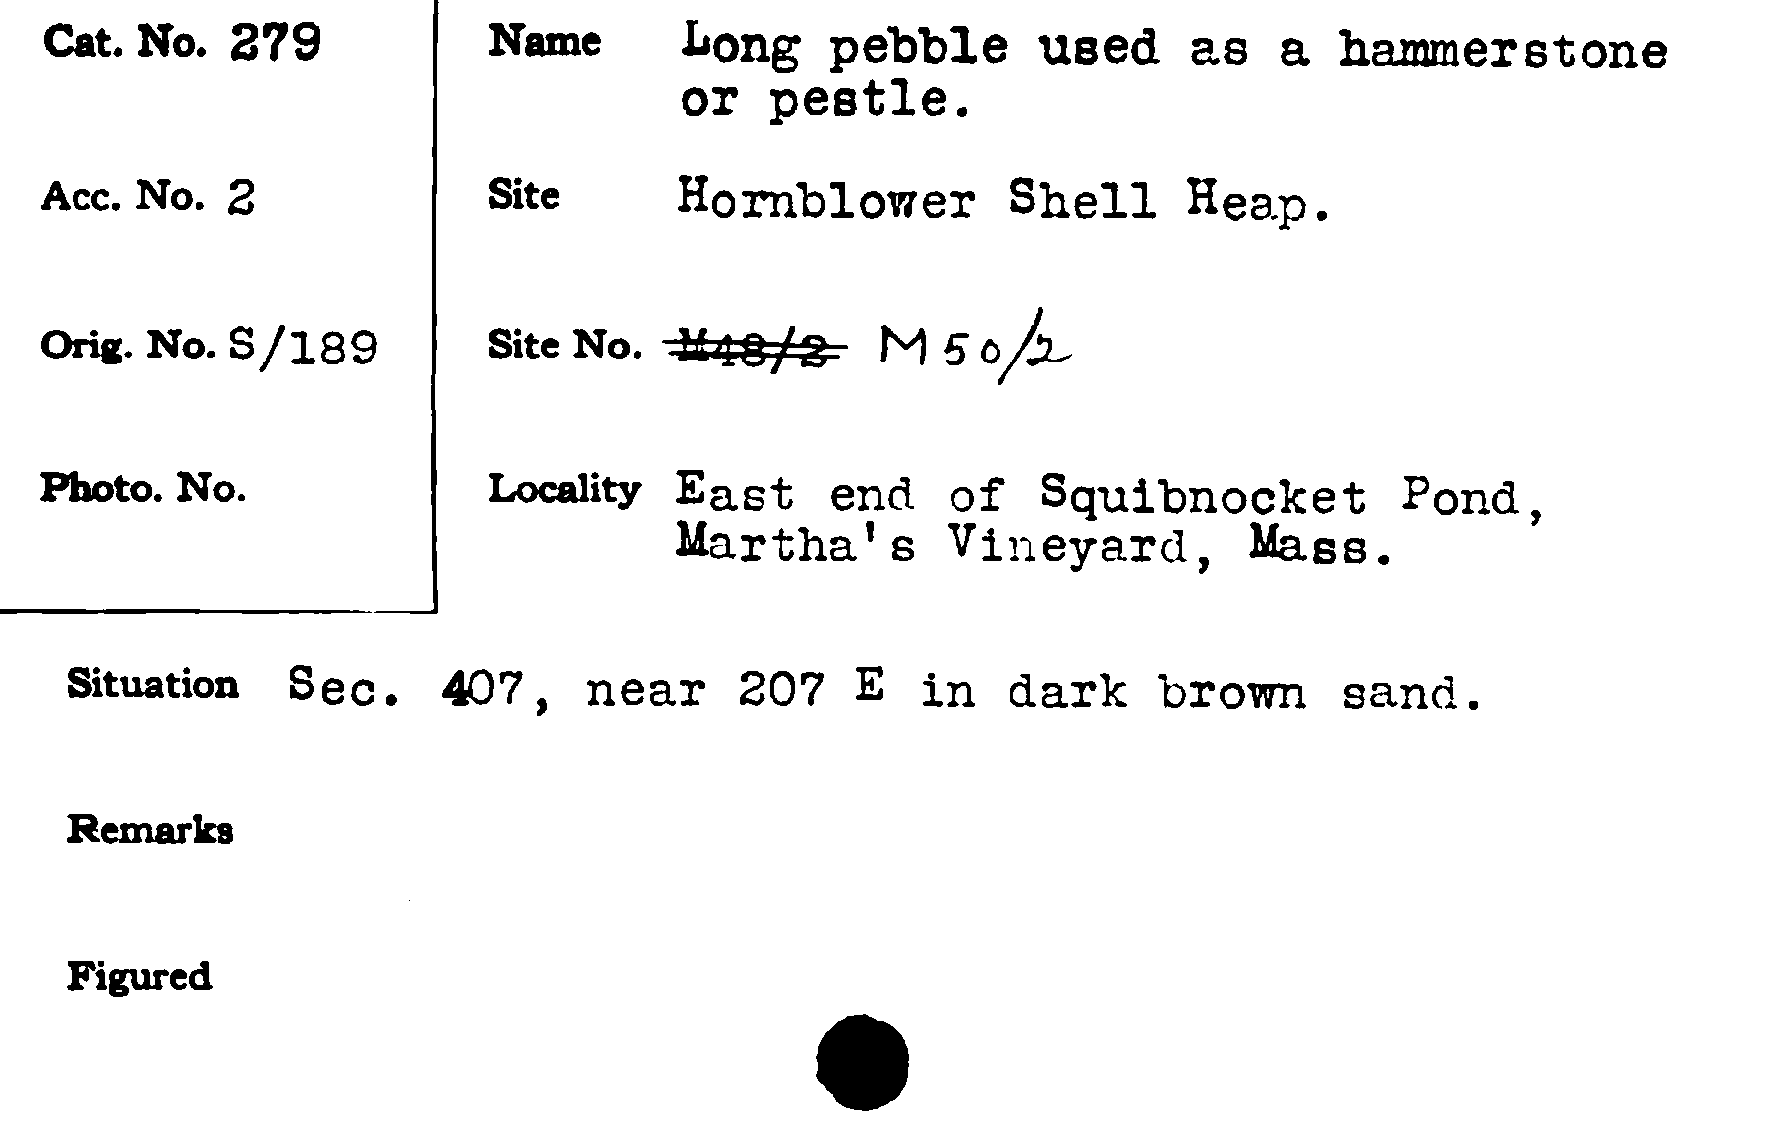 Cat. No. 279
Name Long pebble used as a hammerstone
or pestle.
Acc. No. 2
Site Hornblower Shell Heap.
Orig. No. S/189
Site No. M48/2 M50/2
Photo. No.
Locality East end of Squibnocket Pond,
Martha's Vineyard, Mass.
Situation Sec. 407, near 207 E in dark brown sand.
Remarks
Figured